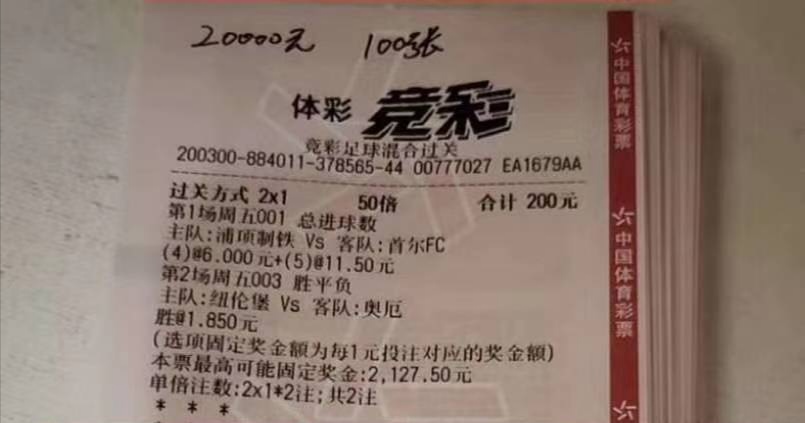 20000元 100张
体彩 竞彩
竞彩足球混合过关
200300-884011-378565-44 00777027 EA1679AA
过关方式 2x1 50倍 合计 200元
第1场周五001 总进球数
主队:浦项制铁 Vs 客队:首尔FC
(4)@6.000元+(5)@11.50元
第2场周五003 胜平负
主队:纽伦堡 Vs 客队:奥厄
胜@1.850元
(选项固定奖金额为每1元投注对应的奖金额)
本票最高可能固定奖金:2,127.50元
单倍注数:2x1*2注;共2注
* * *
中国体育彩票
中国体育彩票